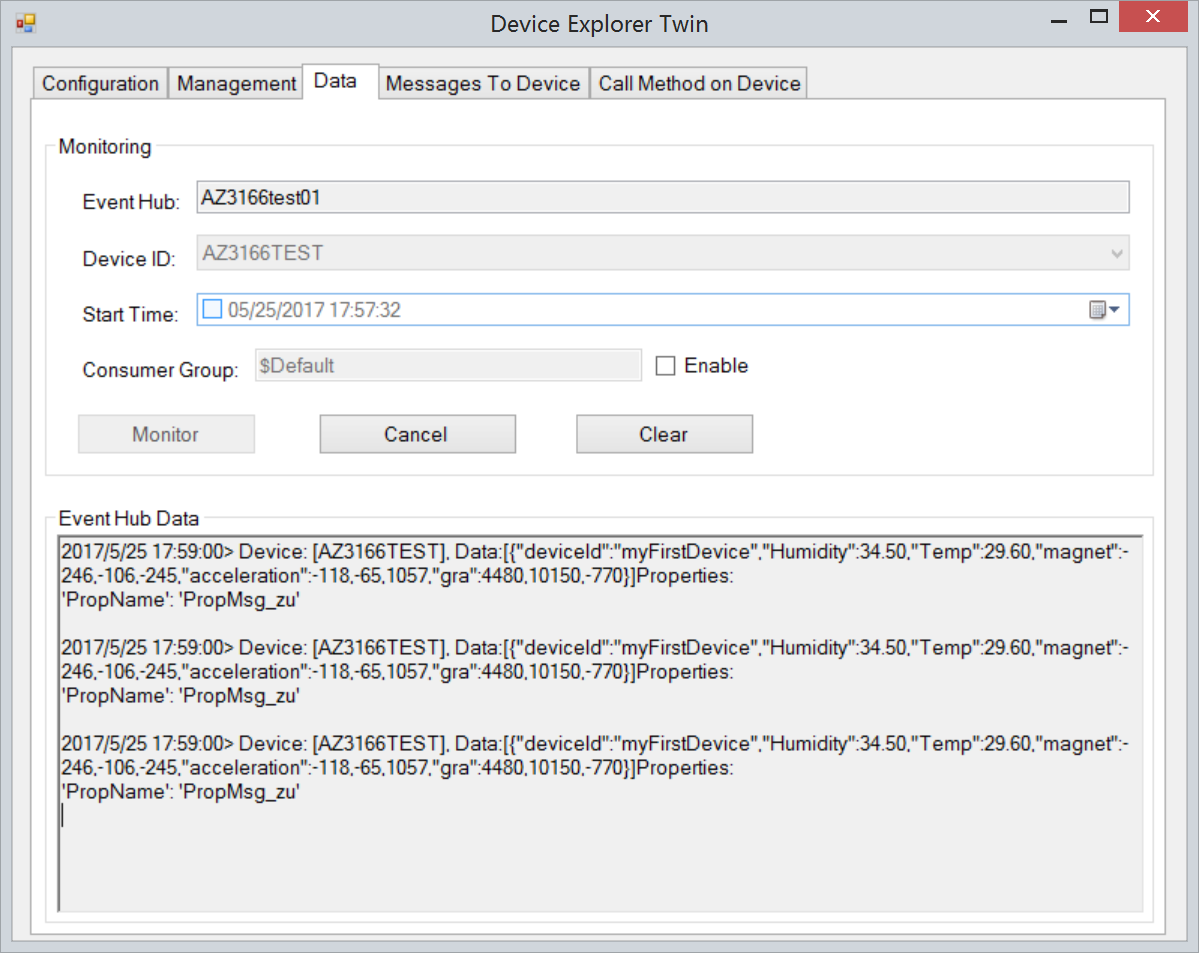 Device Explorer Twin
Configuration Management Data Messages To Device Call Method on Device
Monitoring
Event Hub: AZ3166test01
Device ID: AZ3166TEST
Start Time: 05/25/2017 17:57:32
Consumer Group: $Default Enable
Monitor Cancel Clear
Event Hub Data
2017/5/25 17:59:00> Device: [AZ3166TEST], Data:[{"deviceId":"myFirstDevice","Humidity":34.50,"Temp":29.60,"magnet":-
246,-106,-245,"acceleration":-118,-65,1057,"gra":4480,10150,-770}]Properties:
'PropName': 'PropMsg_zu'
2017/5/25 17:59:00> Device: [AZ3166TEST], Data:[{"deviceId":"myFirstDevice","Humidity":34.50,"Temp":29.60,"magnet":-
246,-106,-245,"acceleration":-118,-65,1057,"gra":4480,10150,-770}]Properties:
'PropName': 'PropMsg_zu'
2017/5/25 17:59:00> Device: [AZ3166TEST], Data:[{"deviceId":"myFirstDevice","Humidity":34.50,"Temp":29.60,"magnet":-
246,-106,-245,"acceleration":-118,-65,1057,"gra":4480,10150,-770}]Properties:
'PropName': 'PropMsg_zu'